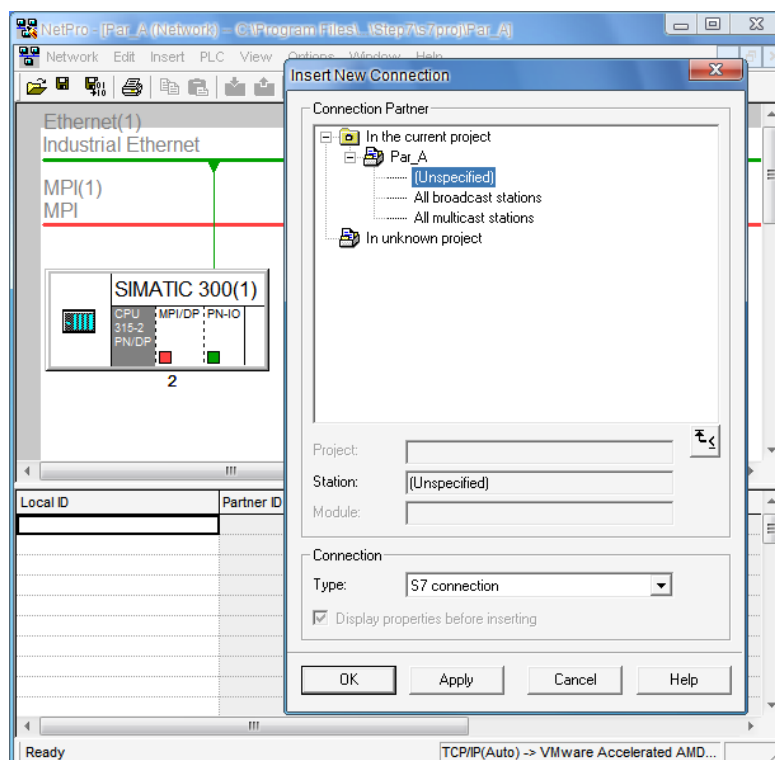 NetPro - [Par_A (Network) -- C:\Program Files\...\Step7\s7proj\Par_A]
Network Edit Insert PLC View Options Window Help
Insert New Connection
Connection Partner
In the current project
Par_A
(Unspecified)
All broadcast stations
All multicast stations
In unknown project
Project:
Station: (Unspecified)
Module:
Connection
Type: S7 connection
Display properties before inserting
OK Apply Cancel Help
Ethernet(1)
Industrial Ethernet
MPI(1)
MPI
SIMATIC 300(1)
CPU
315-2
PN/DP
MPI/DP
PN-IO
2
Local ID Partner ID
Ready TCP/IP(Auto) -> VMware Accelerated AMD...